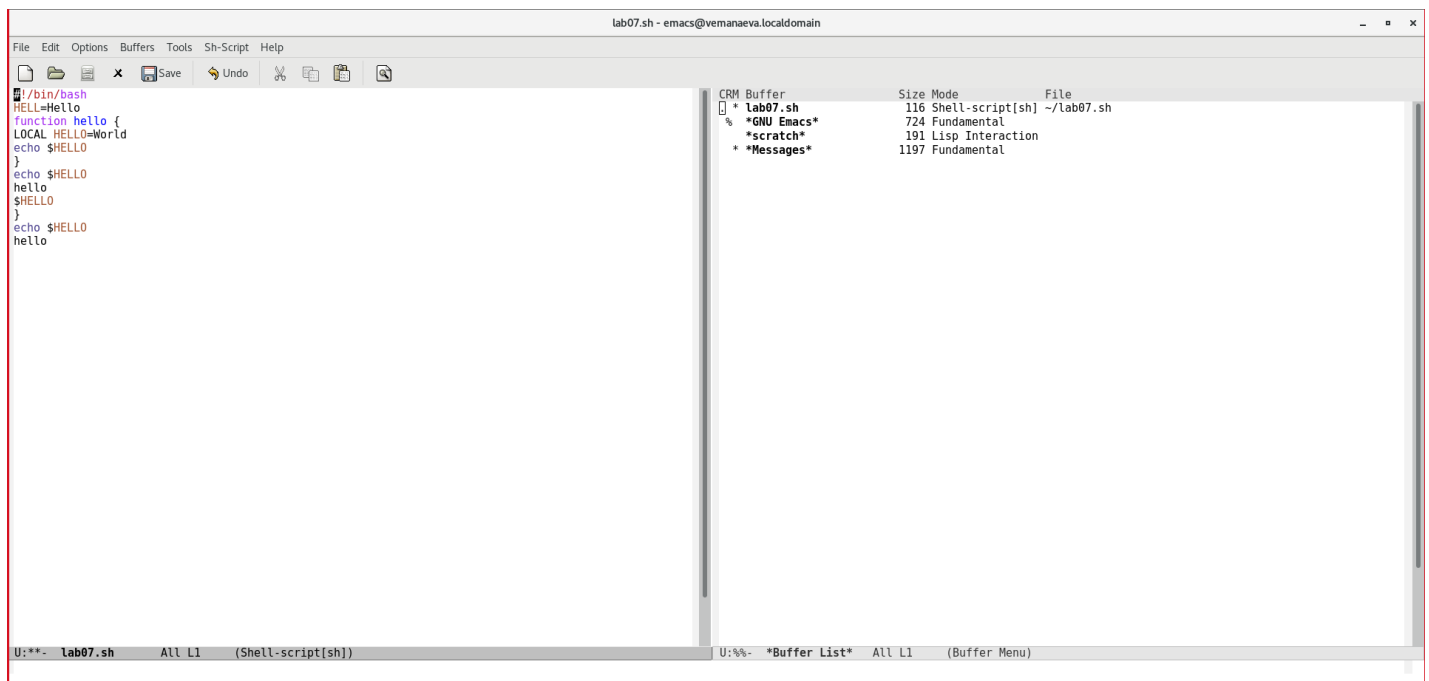 lab07.sh - emacs@vemanaeva.localdomain
File Edit Options Buffers Tools Sh-Script Help
Save Undo
#!/bin/bash
HELL=Hello
function hello {
LOCAL HELLO=World
echo $HELLO
}
echo $HELLO
hello
$HELLO
}
echo $HELLO
hello
U:**- lab07.sh All L1 (Shell-script[sh])
CRM Buffer Size Mode File
. * lab07.sh 116 Shell-script[sh] ~/lab07.sh
% *GNU Emacs* 724 Fundamental
*scratch* 191 Lisp Interaction
* *Messages* 1197 Fundamental
U:%%- *Buffer List* All L1 (Buffer Menu)